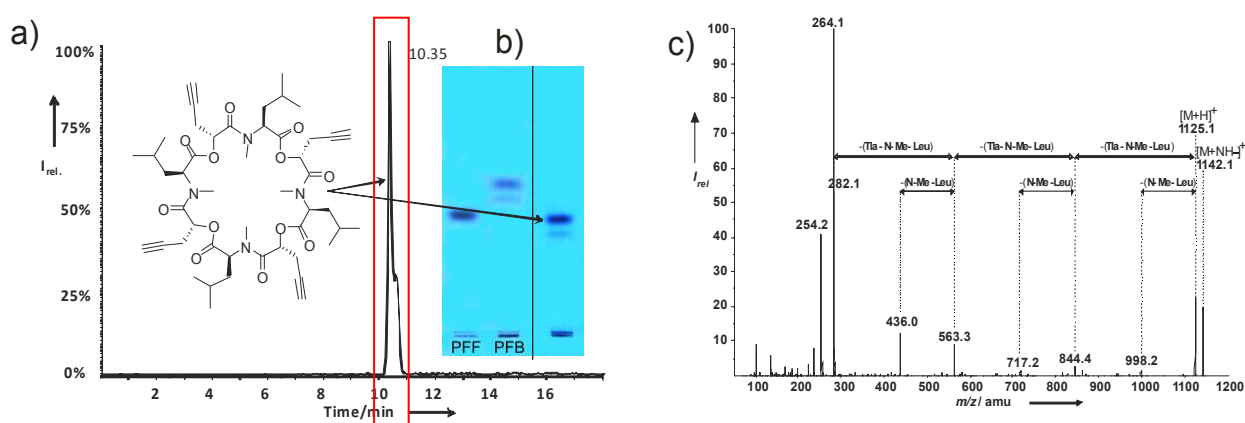 a)
100%
75%
I rel.
50%
25%
0%
2 4 6 8 10 12 14 16
Time/min
10.35
O
O
N
O
O
O
O
N
O
O
N
O
O
O
O
N
O
O
b)
PFF PFB
c)
100
90
80
70
60
50
40
30
20
10
I rel
264.1
282.1
254.2
436.0
563.3
717.2
844.4
998.2
[M+H]+
1125.1
[M+NH-]+
1142.1
-(Tla-N-Me-Leu) -(Tla-N-Me-Leu) -(Tla-N-Me-Leu)
-(N-Me-Leu) -(N-Me-Leu) -(N-Me-Leu)
100 200 300 400 500 600 700 800 900 1000 1100 1200
m/z/ amu